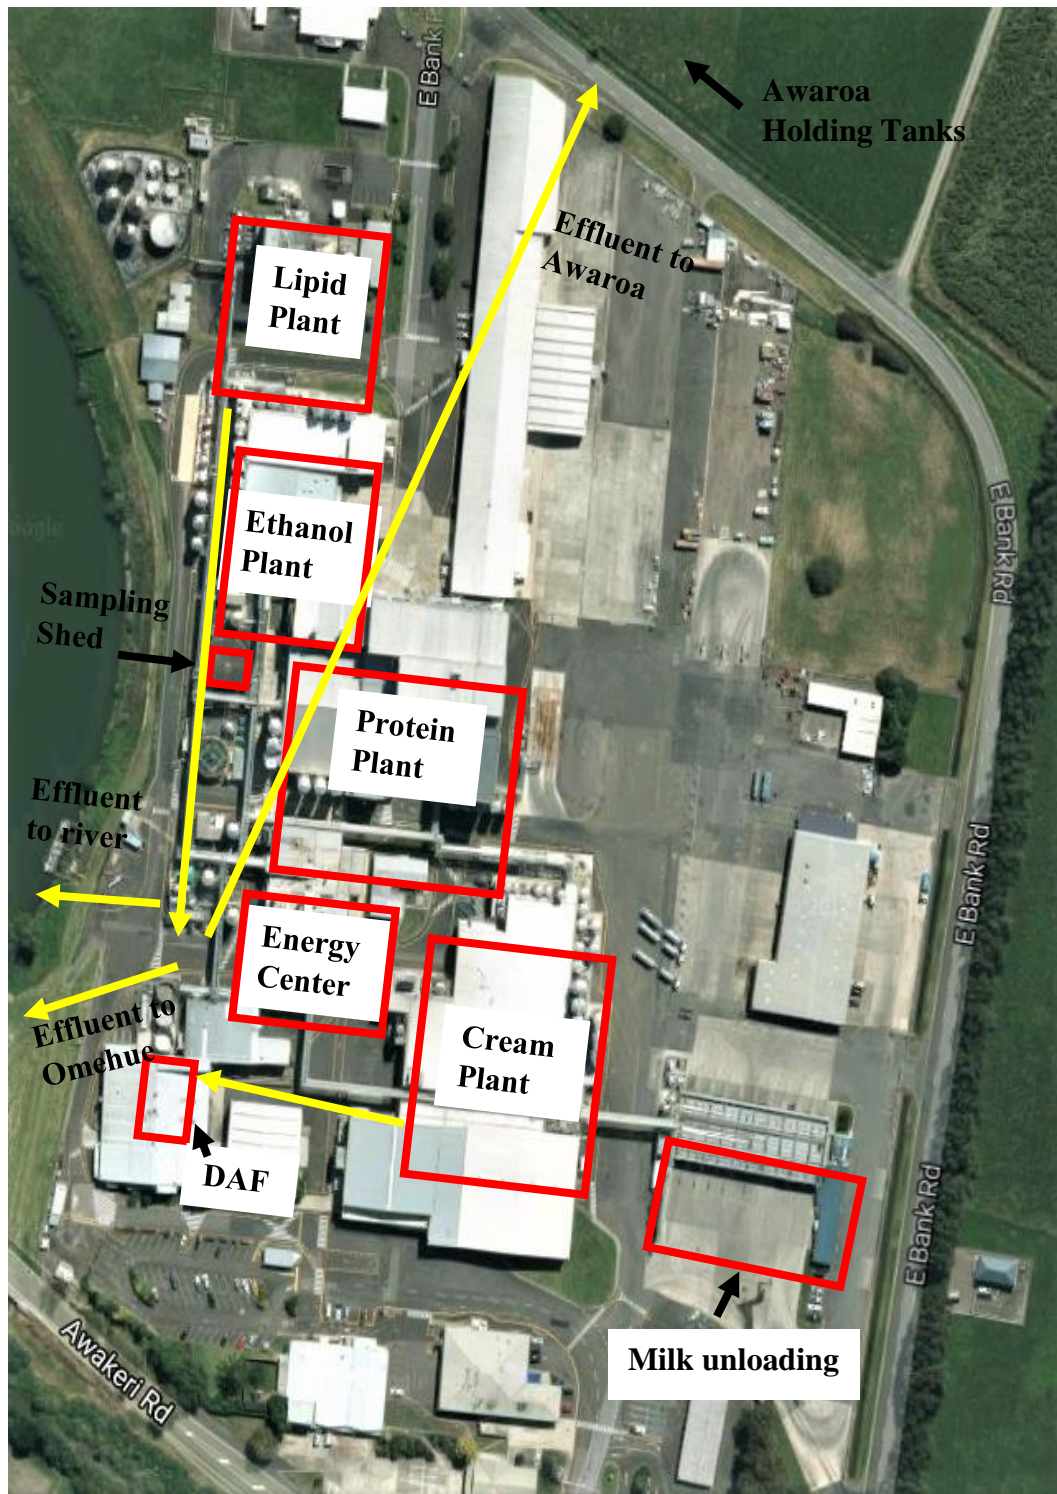 E Bank
Awaroa
Holding Tanks
Effluent to
Awaroa
Lipid
Plant
Ethanol
Plant
E Bank Rd
Sampling
Shed
Protein
Plant
Effluent
to river
E Bank Rd
Energy
Center
Effluent to
Omehue
Cream
Plant
DAF
E Bank Rd
Awakeri Rd
Milk unloading